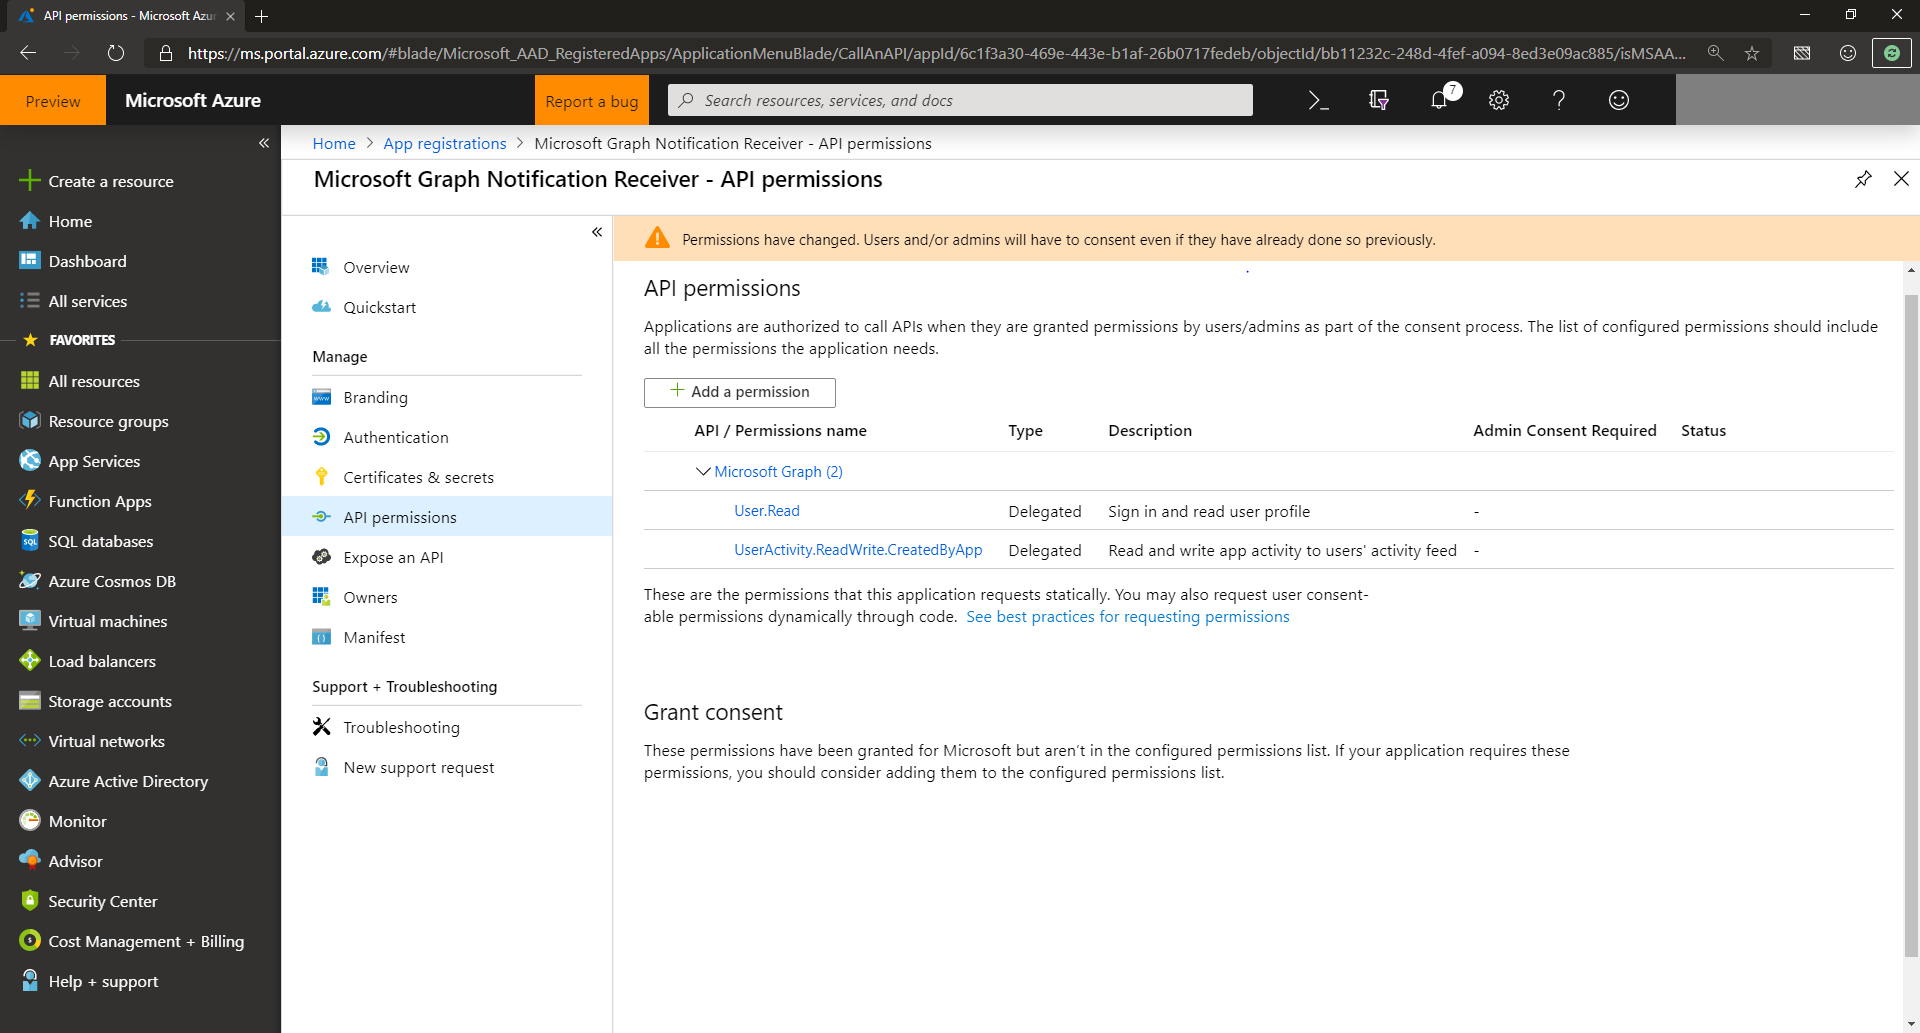 API permissions - Microsoft Azu
https://ms.portal.azure.com/#blade/Microsoft_AAD_RegisteredApps/ApplicationMenuBlade/CallAnAPI/appId/6c1f3a30-469e-443e-b1af-26b0717fedeb/objectId/bb11232c-248d-4fef-a094-8ed3e09ac885/isMSAA...
Preview
Microsoft Azure
Report a bug
Search resources, services, and docs
7
Create a resource
Home
Dashboard
All services
FAVORITES
All resources
Resource groups
App Services
Function Apps
SQL databases
Azure Cosmos DB
Virtual machines
Load balancers
Storage accounts
Virtual networks
Azure Active Directory
Monitor
Advisor
Security Center
Cost Management + Billing
Help + support
Home > App registrations > Microsoft Graph Notification Receiver - API permissions
Microsoft Graph Notification Receiver - API permissions
Overview
Quickstart
Manage
Branding
Authentication
Certificates & secrets
API permissions
Expose an API
Owners
Manifest
Support + Troubleshooting
Troubleshooting
New support request
Permissions have changed. Users and/or admins will have to consent even if they have already done so previously.
API permissions
Applications are authorized to call APIs when they are granted permissions by users/admins as part of the consent process. The list of configured permissions should include
all the permissions the application needs.
+ Add a permission
API / Permissions name Type Description Admin Consent Required Status
Microsoft Graph (2)
User.Read Delegated Sign in and read user profile -
UserActivity.ReadWrite.CreatedByApp Delegated Read and write app activity to users' activity feed -
These are the permissions that this application requests statically. You may also request user consent-
able permissions dynamically through code. See best practices for requesting permissions
Grant consent
These permissions have been granted for Microsoft but aren't in the configured permissions list. If your application requires these
permissions, you should consider adding them to the configured permissions list.